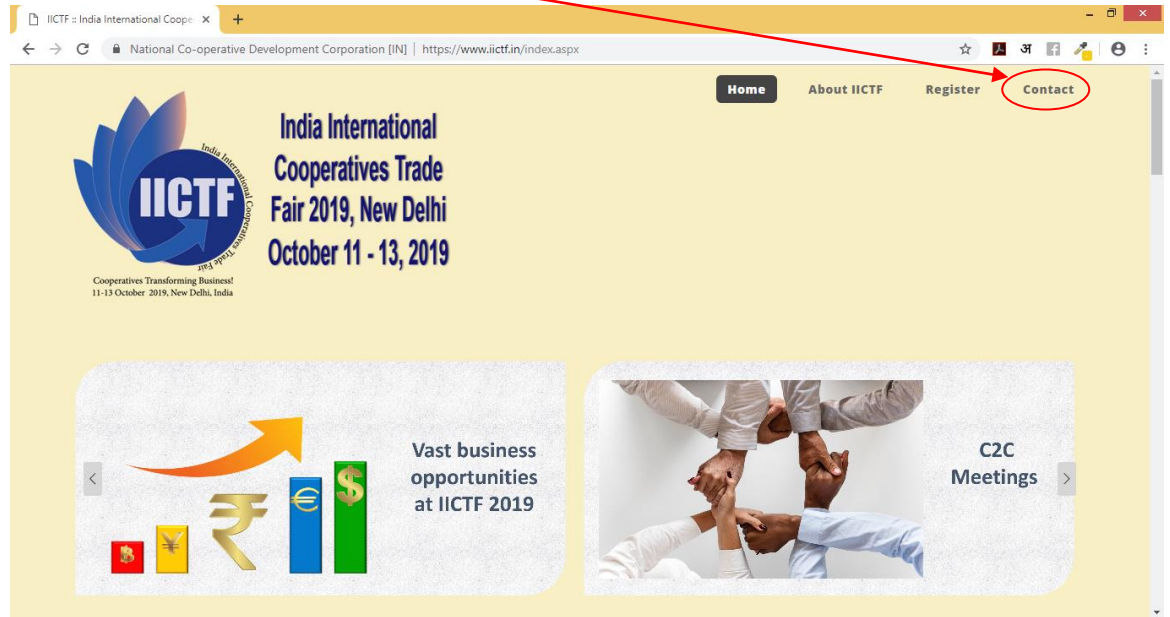 IICTF :: India International Coope
National Co-operative Development Corporation [IN] | https://www.iictf.in/index.aspx
अ
Home About IICTF Register Contact
India International
Cooperatives Trade
Fair 2019, New Delhi
October 11 - 13, 2019
IICTF
India International Cooperatives Trade Fair
Cooperatives Transforming Business!
11-13 October 2019, New Delhi, India
Vast business
opportunities
at IICTF 2019
C2C
Meetings